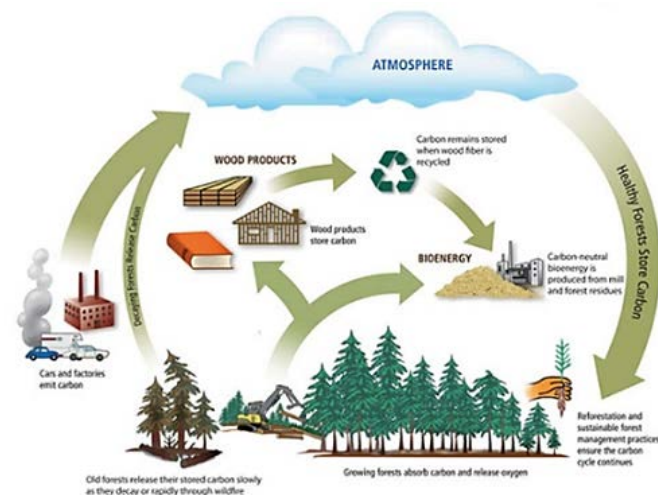 ATMOSPHERE
Carbon remains stored
when wood fiber is
recycled
WOOD PRODUCTS
Wood products
store carbon
BIOENERGY
Carbon-neutral
bioenergy is
produced from mill
and forest residues
Healthy Forests Store Carbon
Decaying Forests Release Carbon
Cars and factories
emit carbon
Reforestation and
sustainable forest
management practices
ensure the carbon
cycle continues
Growing forests absorb carbon and release oxygen
Old forests release their stored carbon slowly
as they decay or rapidly through wildfire